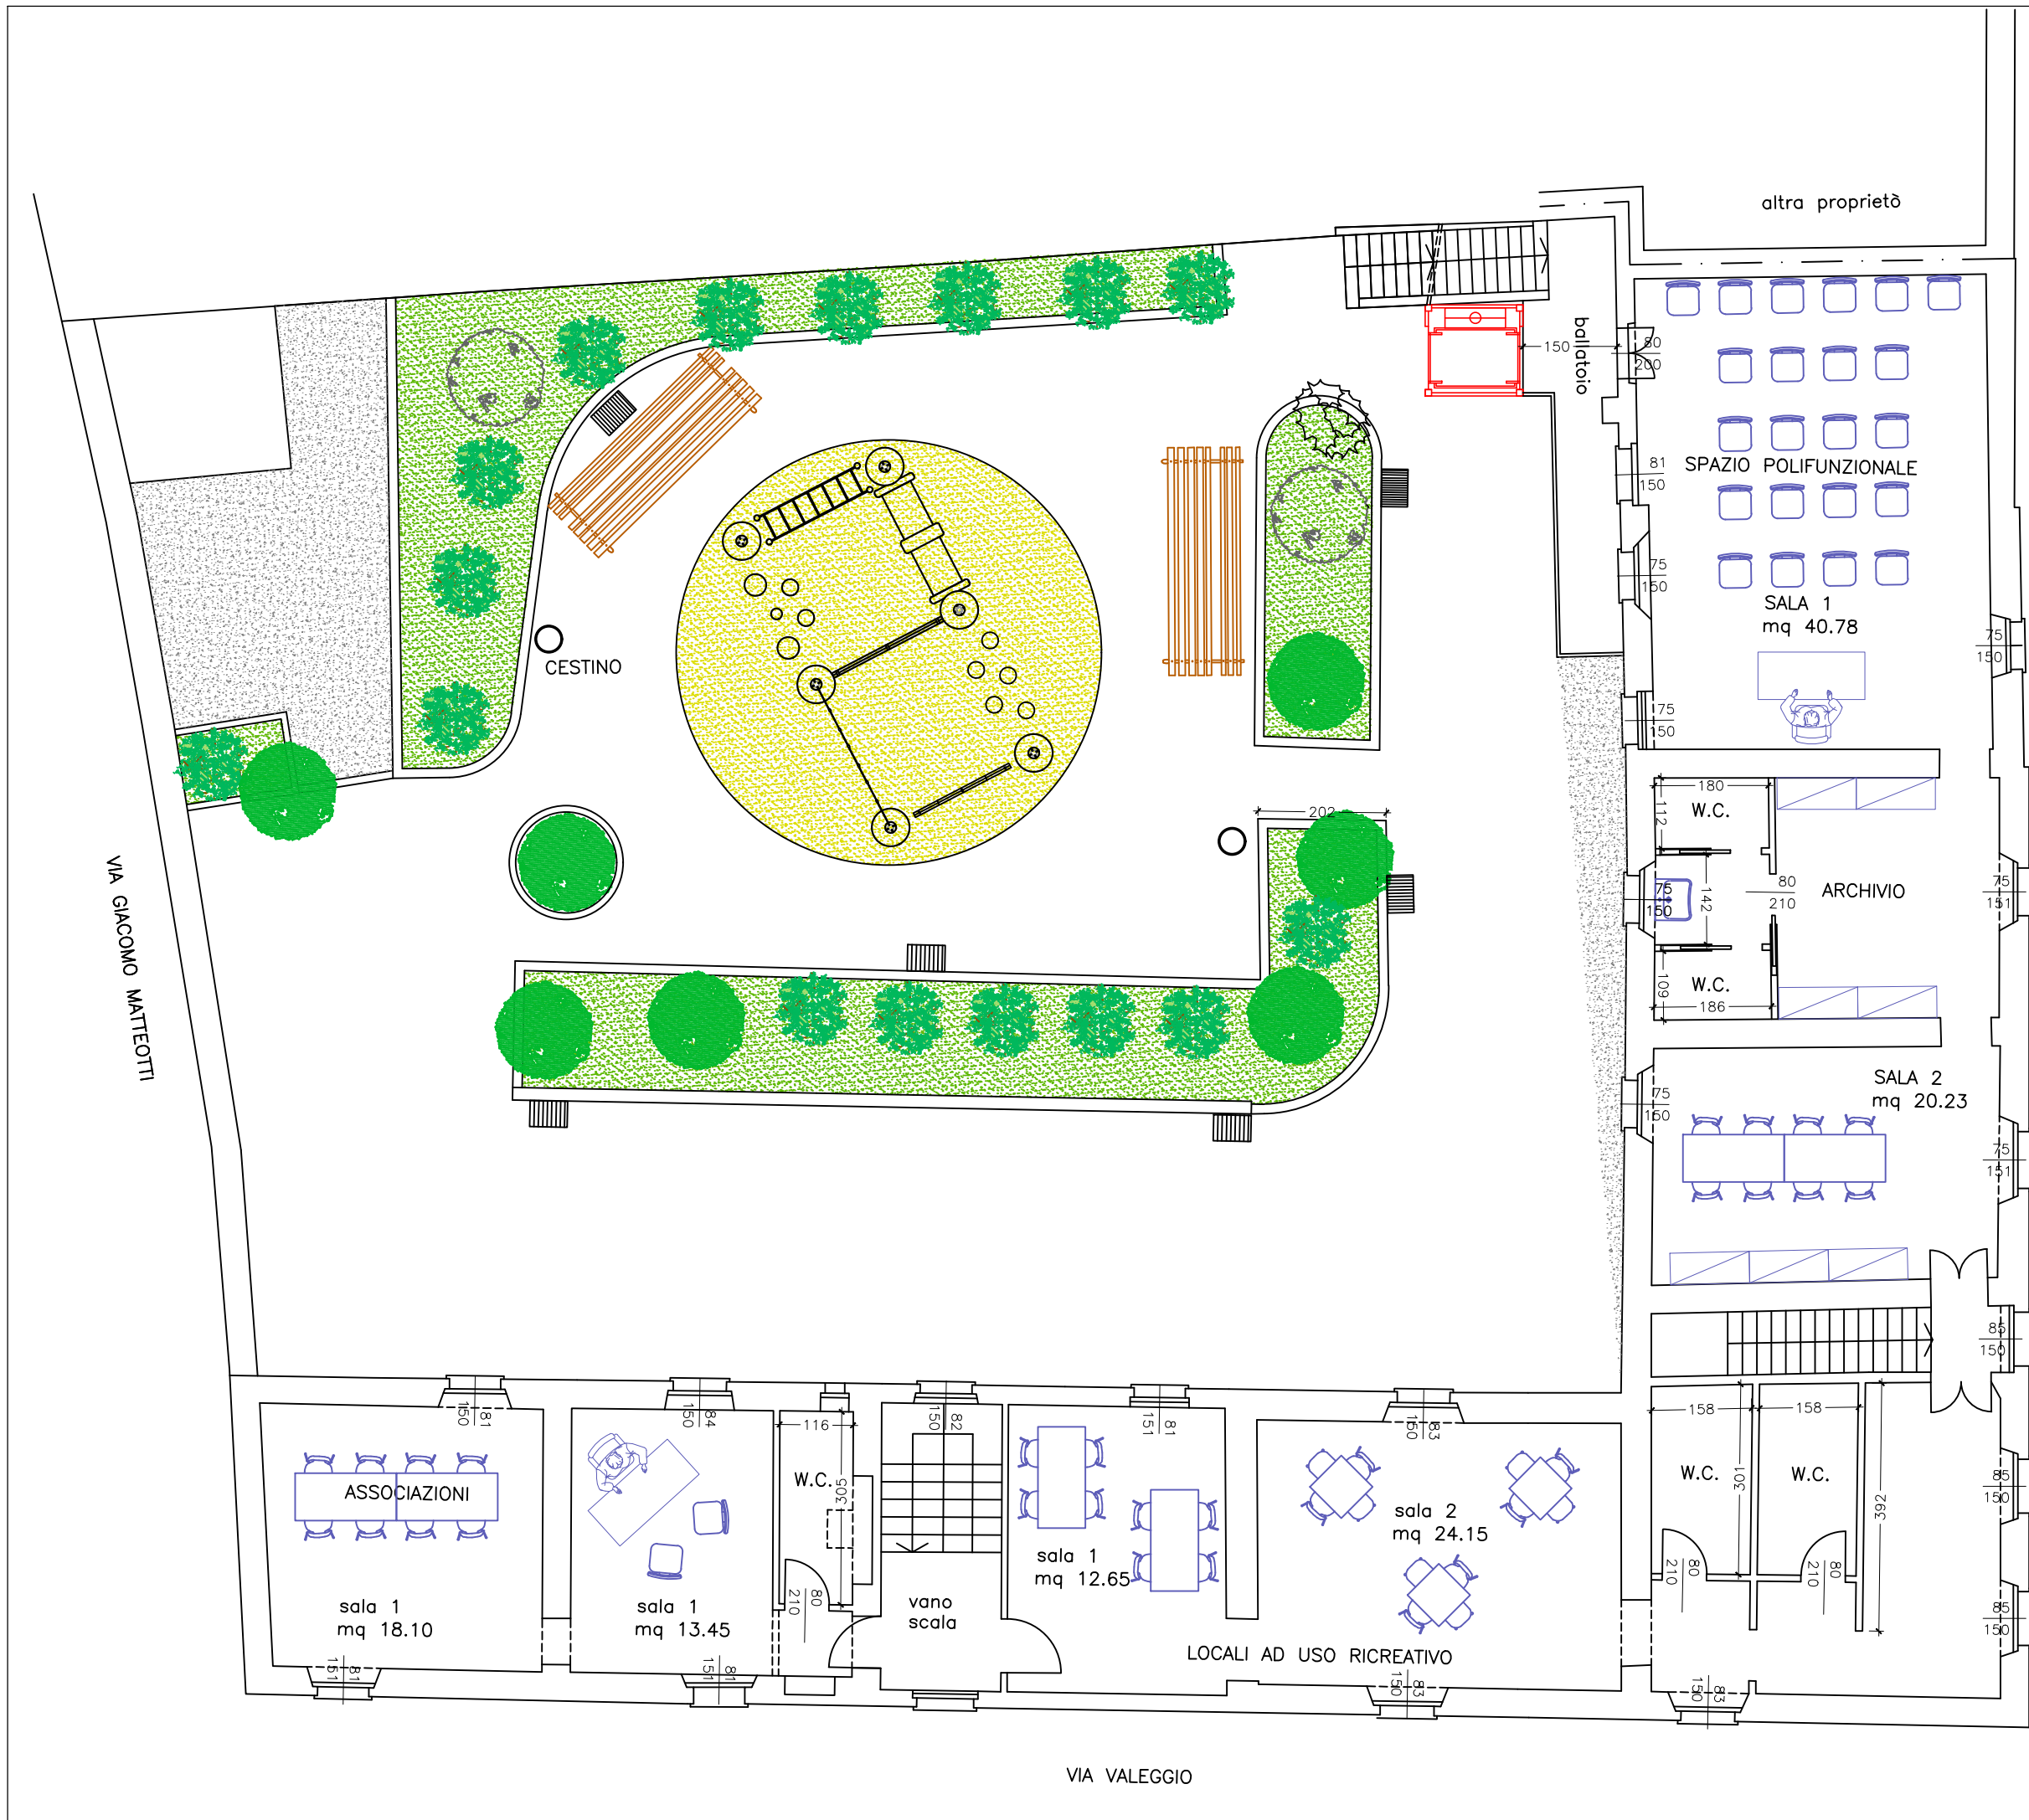 altra proprietò
ballatoio
150
80
200
81
150
SPAZIO POLIFUNZIONALE
75
150
SALA 1
mq 40.78
75
150
CESTINO
75
150
180
W.C.
112
202
VIA GIACOMO MATTEOTTI
75
150
142
80
210
ARCHIVIO
75
151
W.C.
109
186
SALA 2
mq 20.23
75
150
75
151
85
150
81
150
84
150
116
82
150
81
151
83
150
158
158
W.C.
305
ASSOCIAZIONI
sala 2
mq 24.15
W.C.
301
W.C.
392
85
150
sala 1
mq 12.65
80
210
80
210
80
210
sala 1
mq 18.10
sala 1
mq 13.45
vano
scala
85
150
LOCALI AD USO RICREATIVO
81
151
81
151
83
150
83
150
VIA VALEGGIO